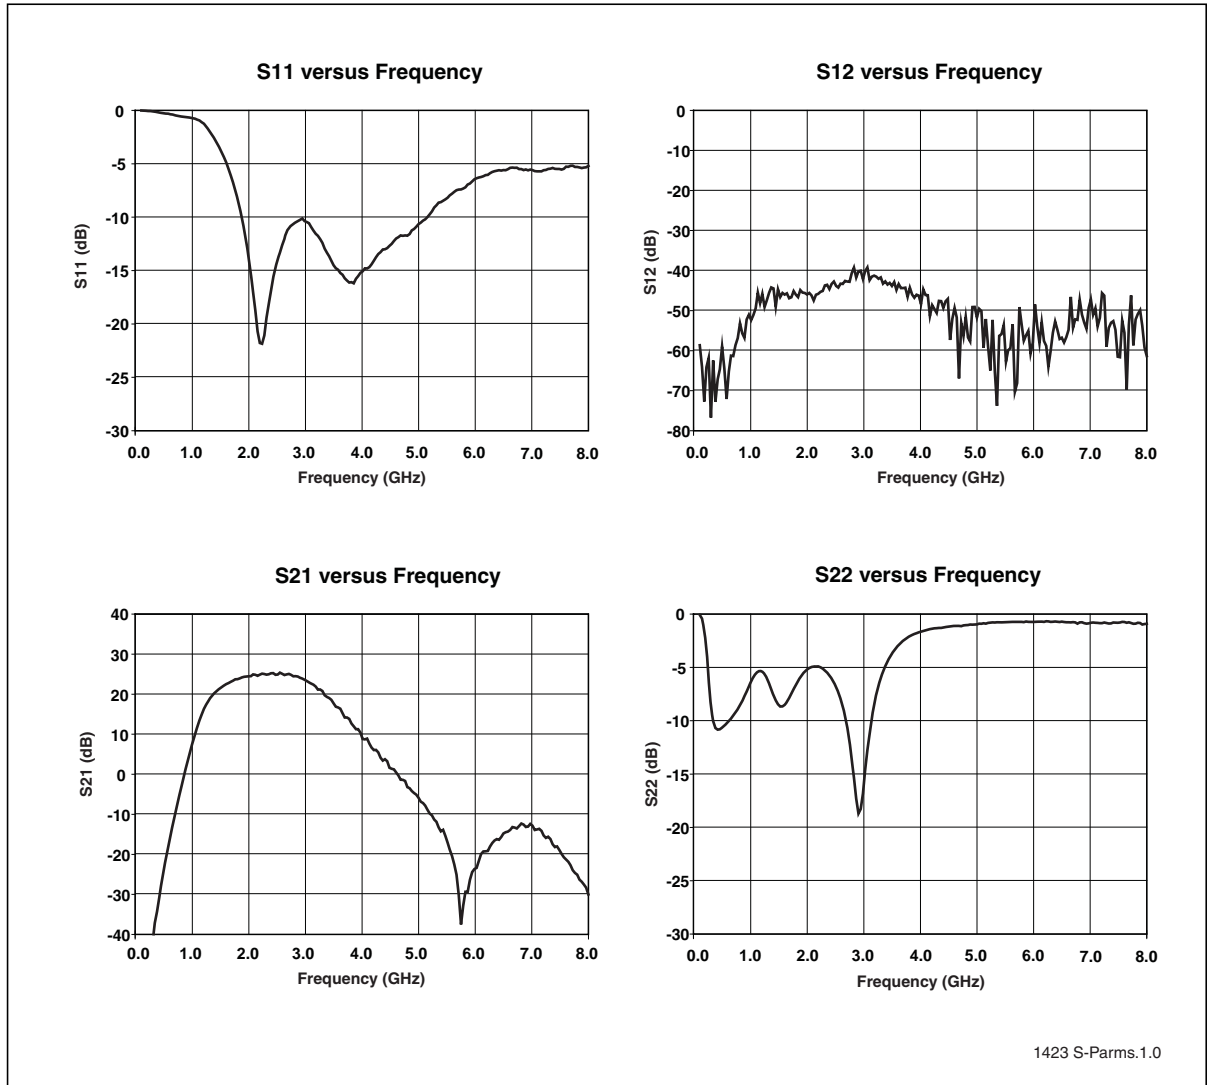 S11 versus Frequency
0
-5
-10
-15
-20
-25
-30
S11 (dB)
0.0 1.0 2.0 3.0 4.0 5.0 6.0 7.0 8.0
Frequency (GHz)
S12 versus Frequency
0
-10
-20
-30
-40
-50
-60
-70
-80
S12 (dB)
0.0 1.0 2.0 3.0 4.0 5.0 6.0 7.0 8.0
Frequency (GHz)
S21 versus Frequency
40
30
20
10
0
-10
-20
-30
-40
S21 (dB)
0.0 1.0 2.0 3.0 4.0 5.0 6.0 7.0 8.0
Frequency (GHz)
S22 versus Frequency
0
-5
-10
-15
-20
-25
-30
S22 (dB)
0.0 1.0 2.0 3.0 4.0 5.0 6.0 7.0 8.0
Frequency (GHz)
1423 S-Parms.1.0